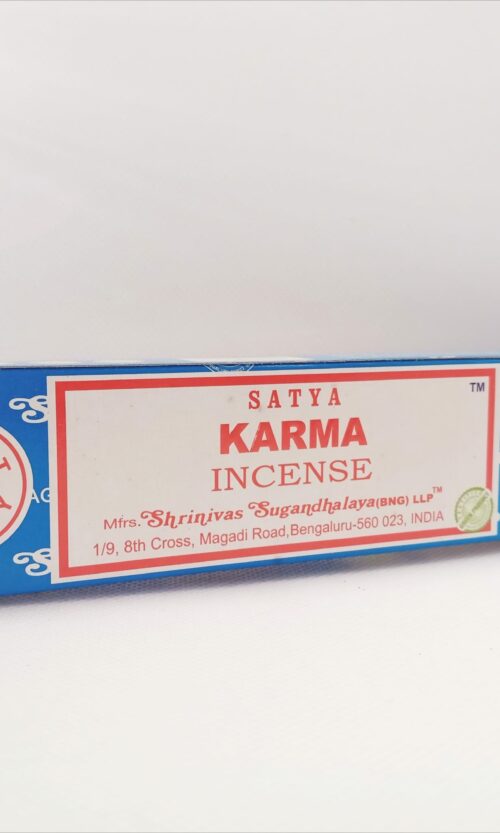 SATYA
TM
KARMA
INCENSE
Mfrs. Shrinivas Sugandhalaya (BNG) LLP™
1/9, 8th Cross, Magadi Road, Bengaluru-560 023, INDIA